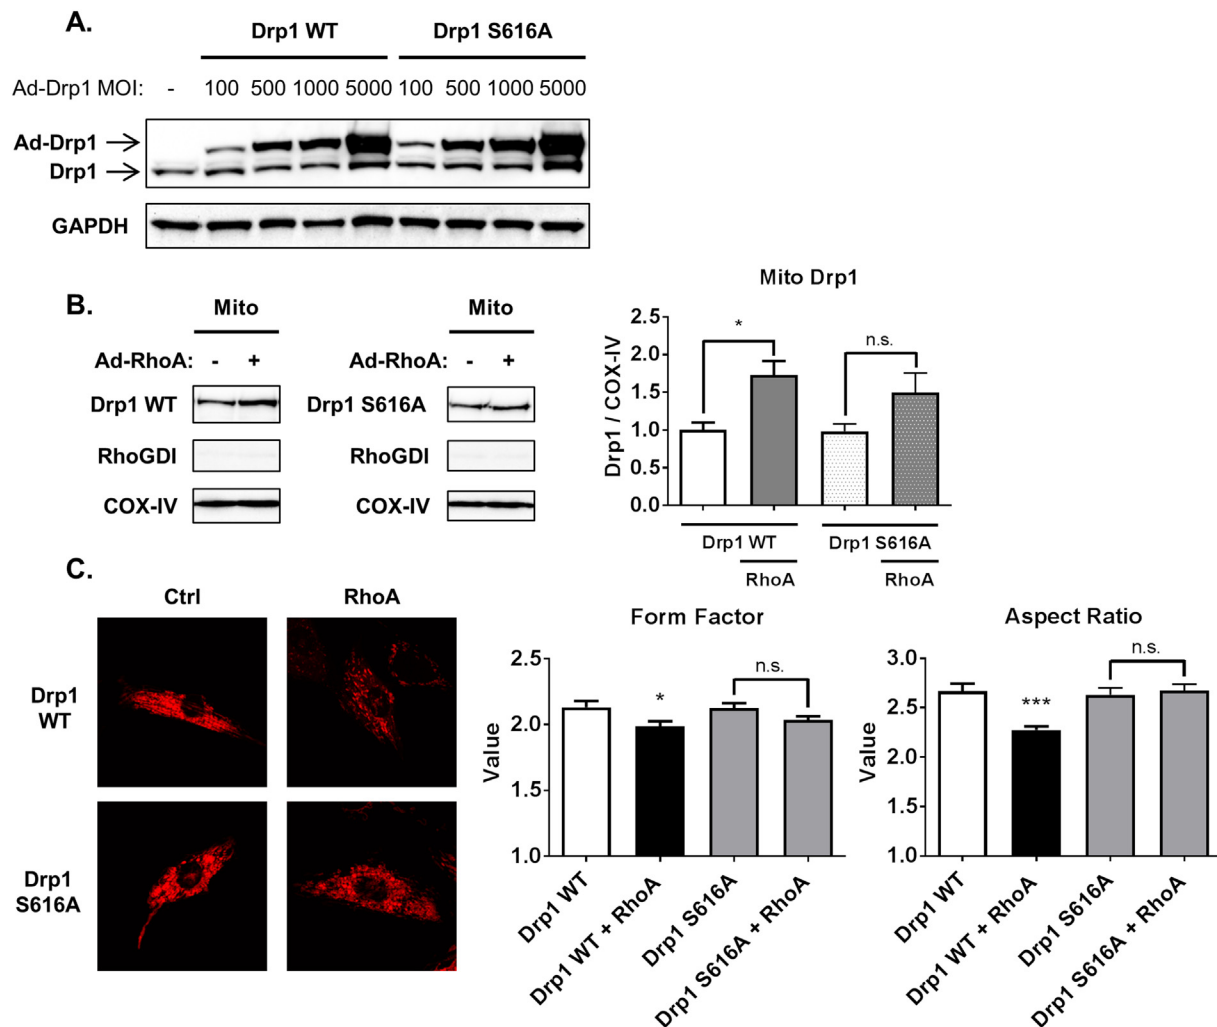 A.
Drp1 WT Drp1 S616A
Ad-Drp1 MOI: - 100 500 1000 5000 100 500 1000 5000
Ad-Drp1
Drp1
GAPDH
B.
Mito Mito
Ad-RhoA: - + Ad-RhoA: - +
Drp1 WT Drp1 S616A
RhoGDI RhoGDI
COX-IV COX-IV
Mito Drp1
Drp1 / COX-IV
2.5
2.0
1.5
1.0
0.5
0.0
* n.s.
Drp1 WT Drp1 S616A
RhoA RhoA
C.
Ctrl RhoA
Drp1
WT
Drp1
S616A
Form Factor
Value
2.5
2.0
1.5
1.0
* n.s.
Drp1 WT
Drp1 WT + RhoA
Drp1 S616A
Drp1 S616A + RhoA
Aspect Ratio
Value
3.0
2.5
2.0
1.5
1.0
*** n.s.
Drp1 WT
Drp1 WT + RhoA
Drp1 S616A
Drp1 S616A + RhoA